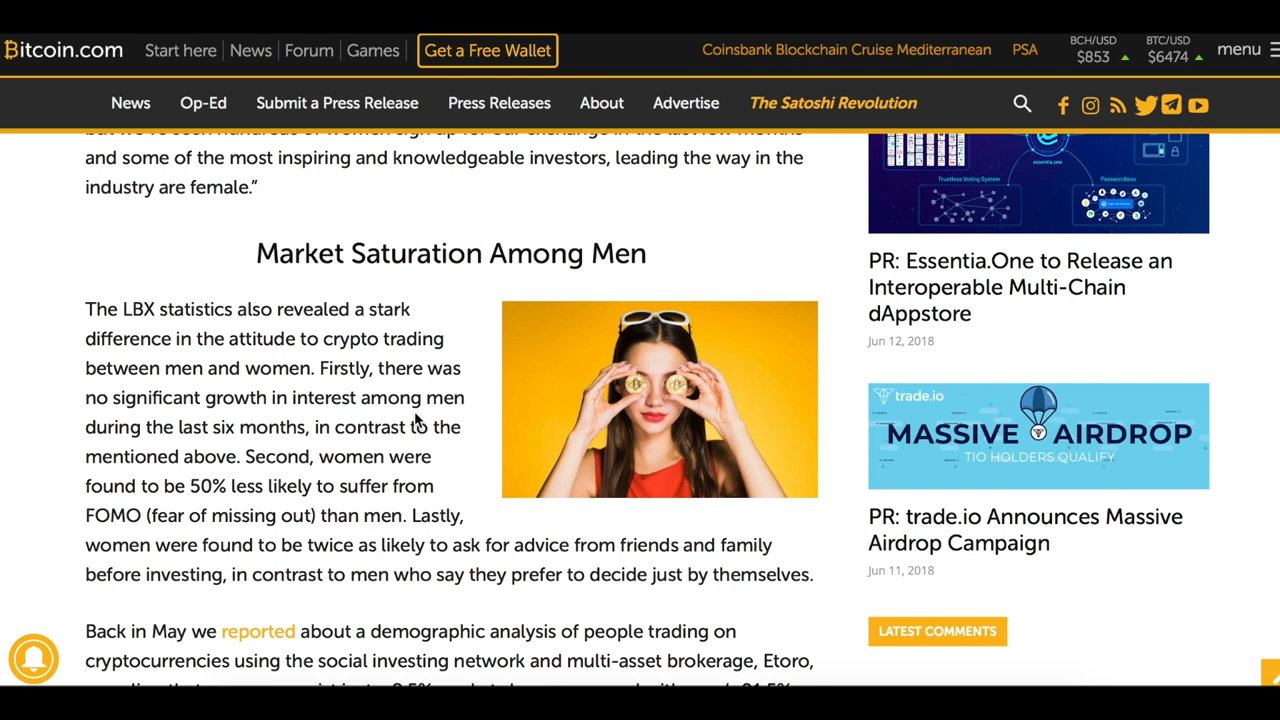 Bitcoin.com Start here News Forum Games Get a Free Wallet Coinsbank Blockchain Cruise Mediterranean PSA BCH/USD $853 BTC/USD $6474 menu
News Op-Ed Submit a Press Release Press Releases About Advertise The Satoshi Revolution
and some of the most inspiring and knowledgeable investors, leading the way in the
industry are female.”
Market Saturation Among Men
The LBX statistics also revealed a stark
difference in the attitude to crypto trading
between men and women. Firstly, there was
no significant growth in interest among men
during the last six months, in contrast to the
mentioned above. Second, women were
found to be 50% less likely to suffer from
FOMO (fear of missing out) than men. Lastly,
women were found to be twice as likely to ask for advice from friends and family
before investing, in contrast to men who say they prefer to decide just by themselves.
Back in May we reported about a demographic analysis of people trading on
cryptocurrencies using the social investing network and multi-asset brokerage, Etoro,
essentia.one
Trustless Voting System
Passwordless
PR: Essentia.One to Release an
Interoperable Multi-Chain
dAppstore
Jun 12, 2018
trade.io
MASSIVE AIRDROP
TIO HOLDERS QUALIFY
PR: trade.io Announces Massive
Airdrop Campaign
Jun 11, 2018
LATEST COMMENTS